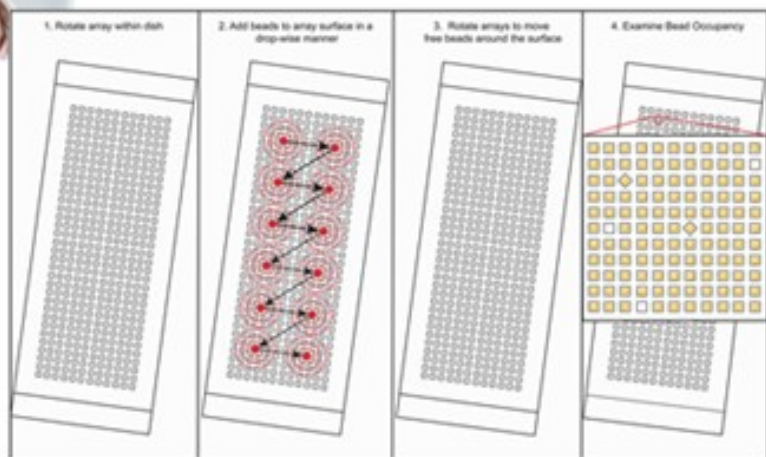 1. Rotate array within dish
2. Add beads to array surface in a
drop-wise manner
3. Rotate arrays to move
free beads around the surface
4. Examine Bead Occupancy